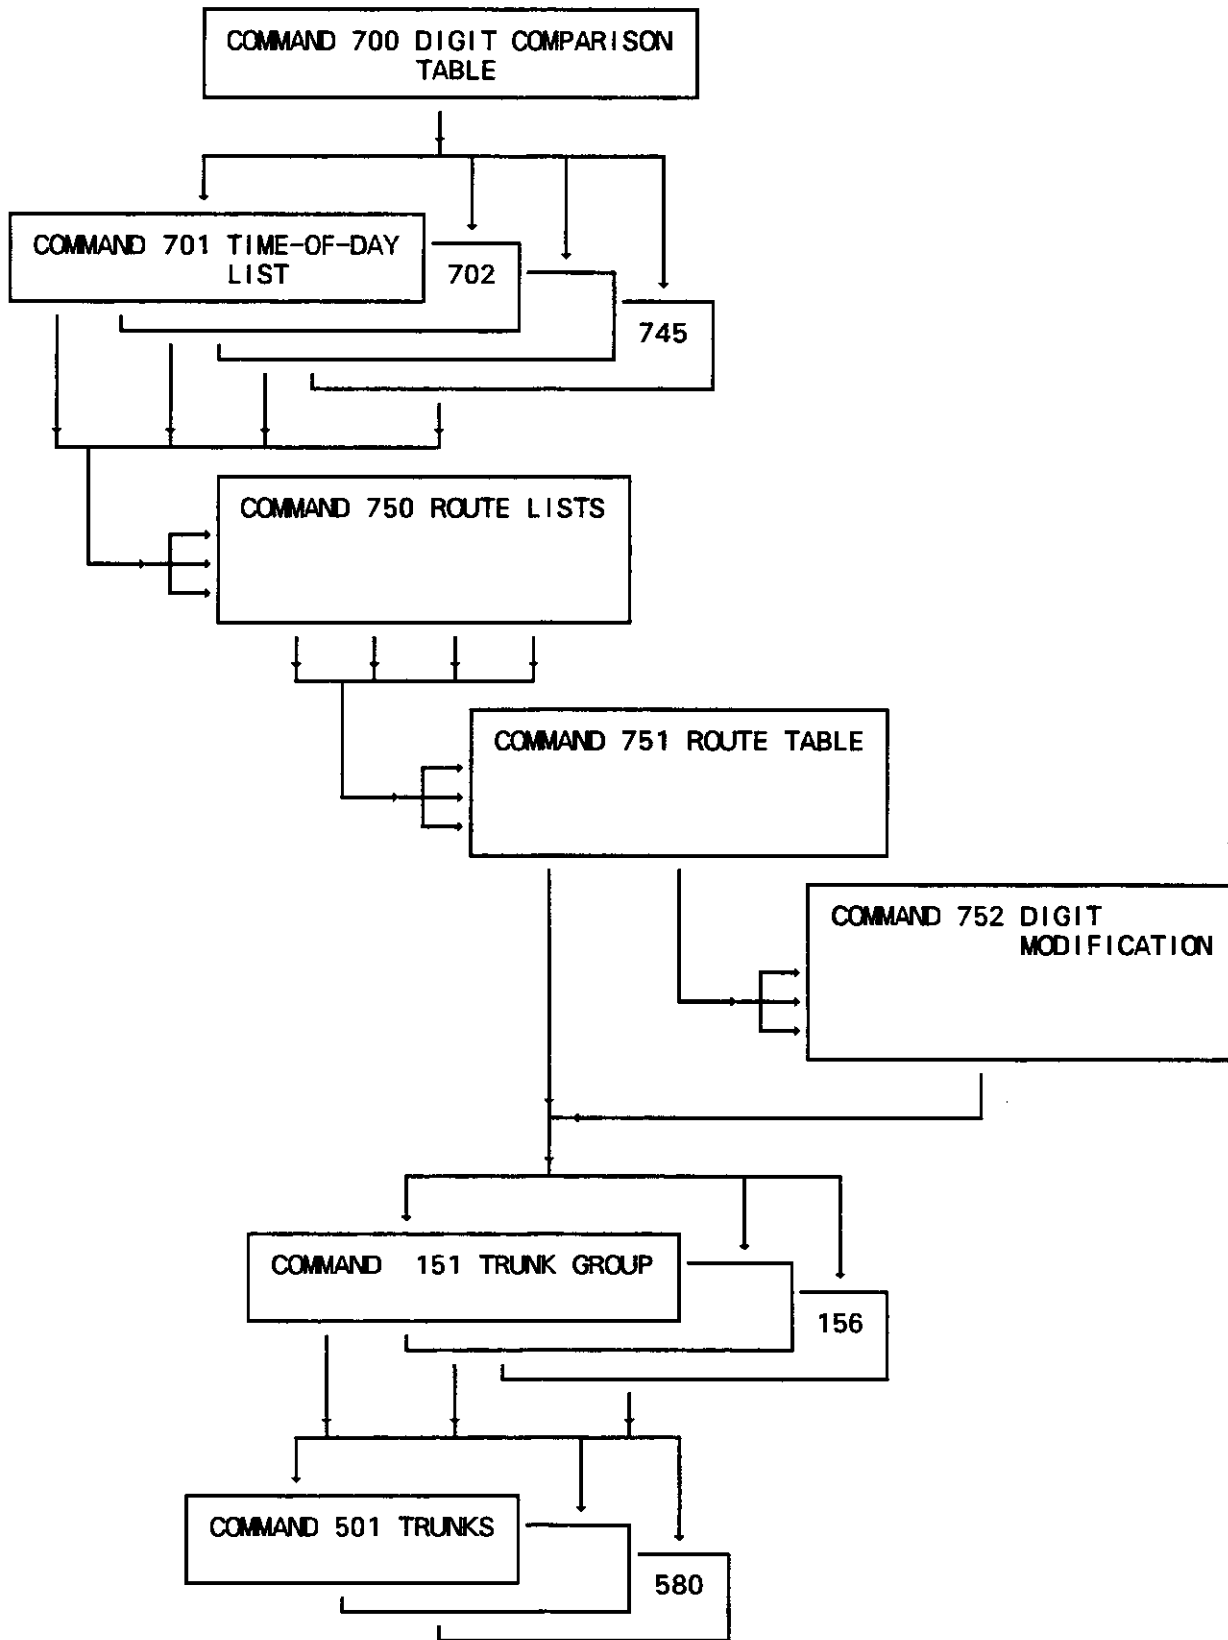 COMMAND 700 DIGIT COMPARISON
TABLE
COMMAND 701 TIME-OF-DAY
LIST
702
745
COMMAND 750 ROUTE LISTS
COMMAND 751 ROUTE TABLE
COMMAND 752 DIGIT
MODIFICATION
COMMAND 151 TRUNK GROUP
156
COMMAND 501 TRUNKS
580